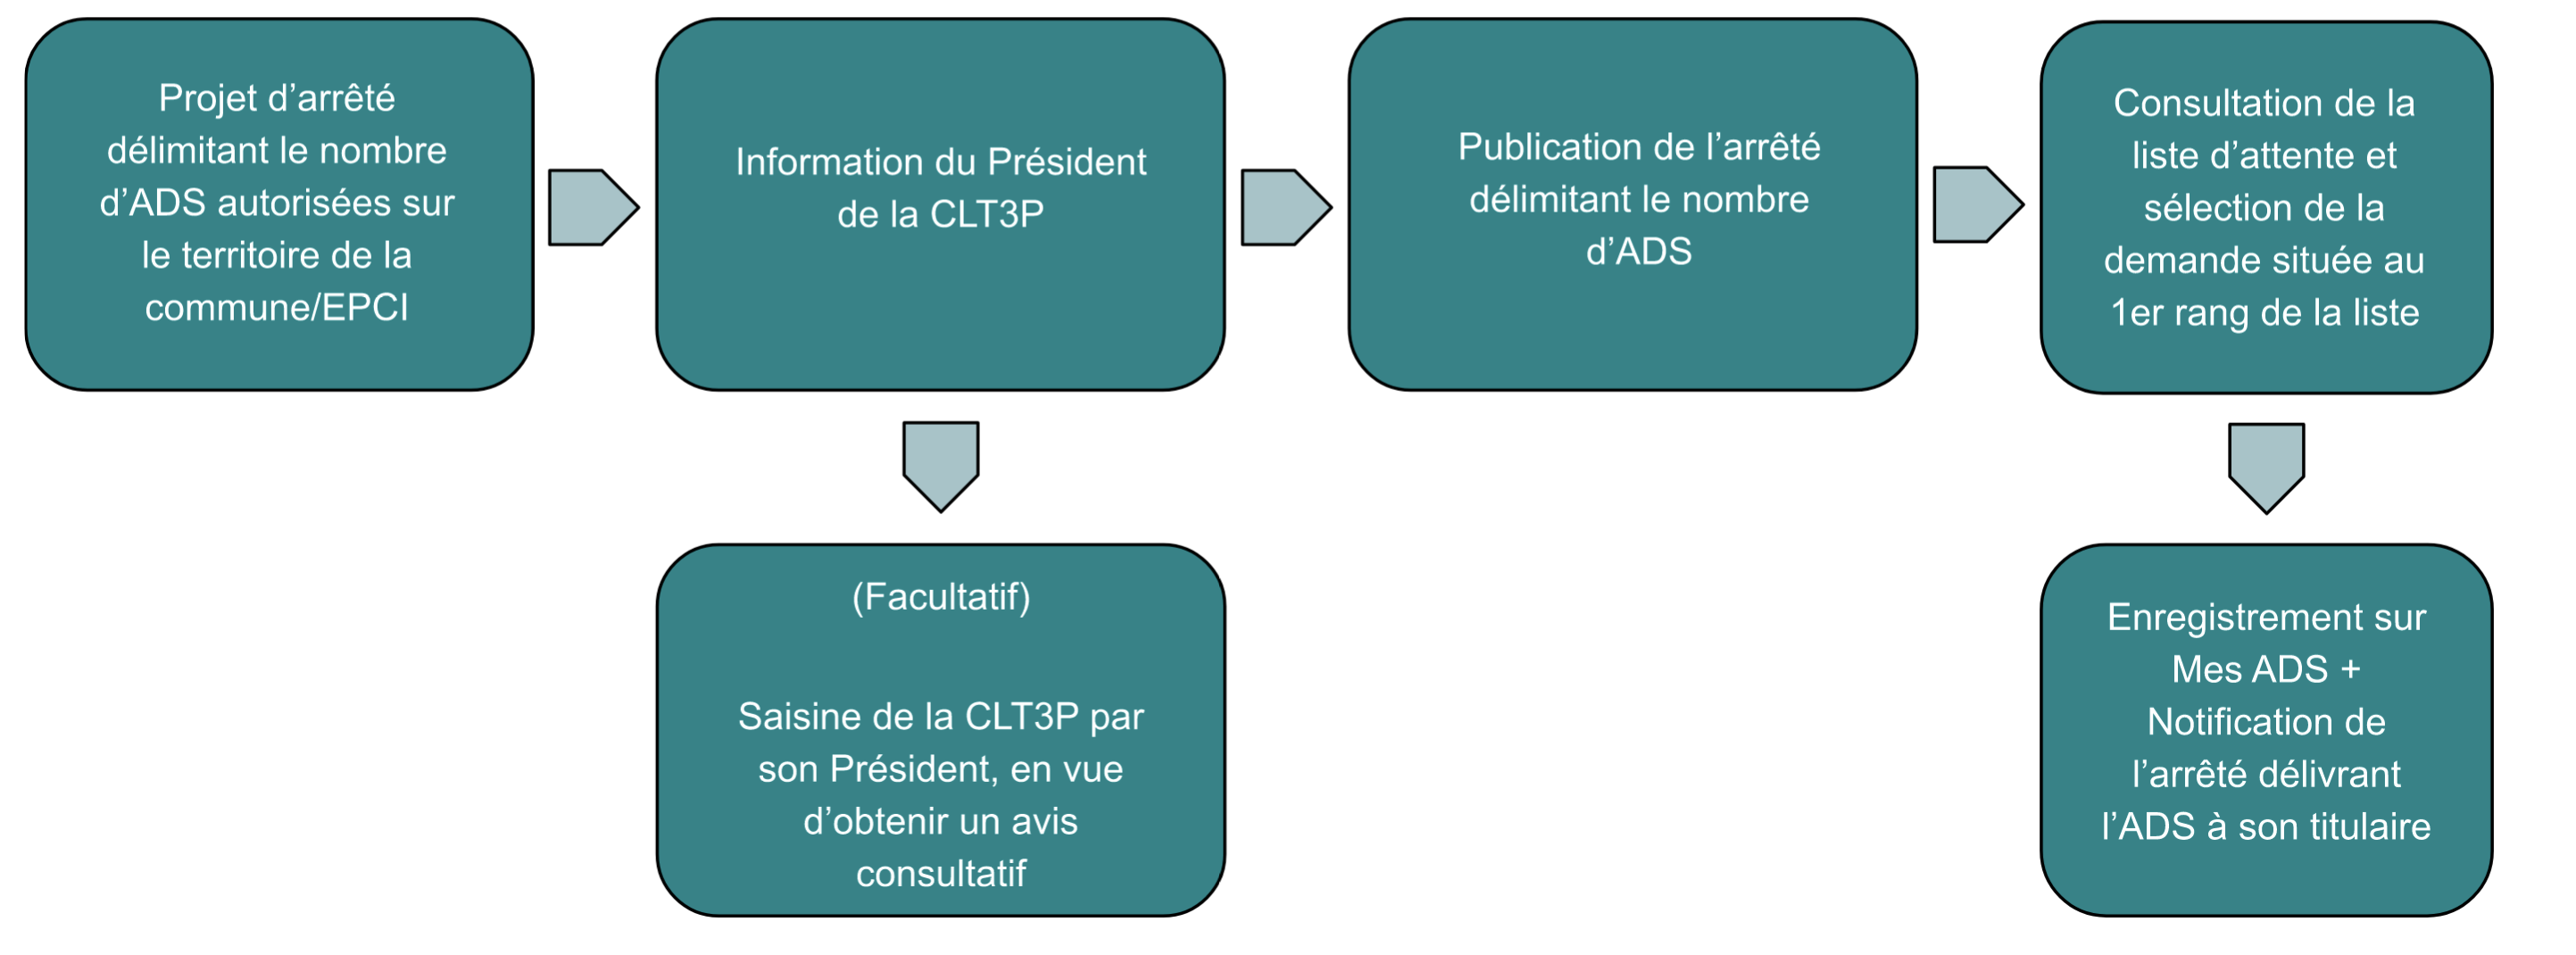 Projet d’arrêté
délimitant le nombre
d’ADS autorisées sur
le territoire de la
commune/EPCI
Information du Président
de la CLT3P
Publication de l’arrêté
délimitant le nombre
d’ADS
Consultation de la
liste d’attente et
sélection de la
demande située au
1er rang de la liste
(Facultatif)
Saisine de la CLT3P par
son Président, en vue
d’obtenir un avis
consultatif
Enregistrement sur
Mes ADS +
Notification de
l’arrêté délivrant
l’ADS à son titulaire